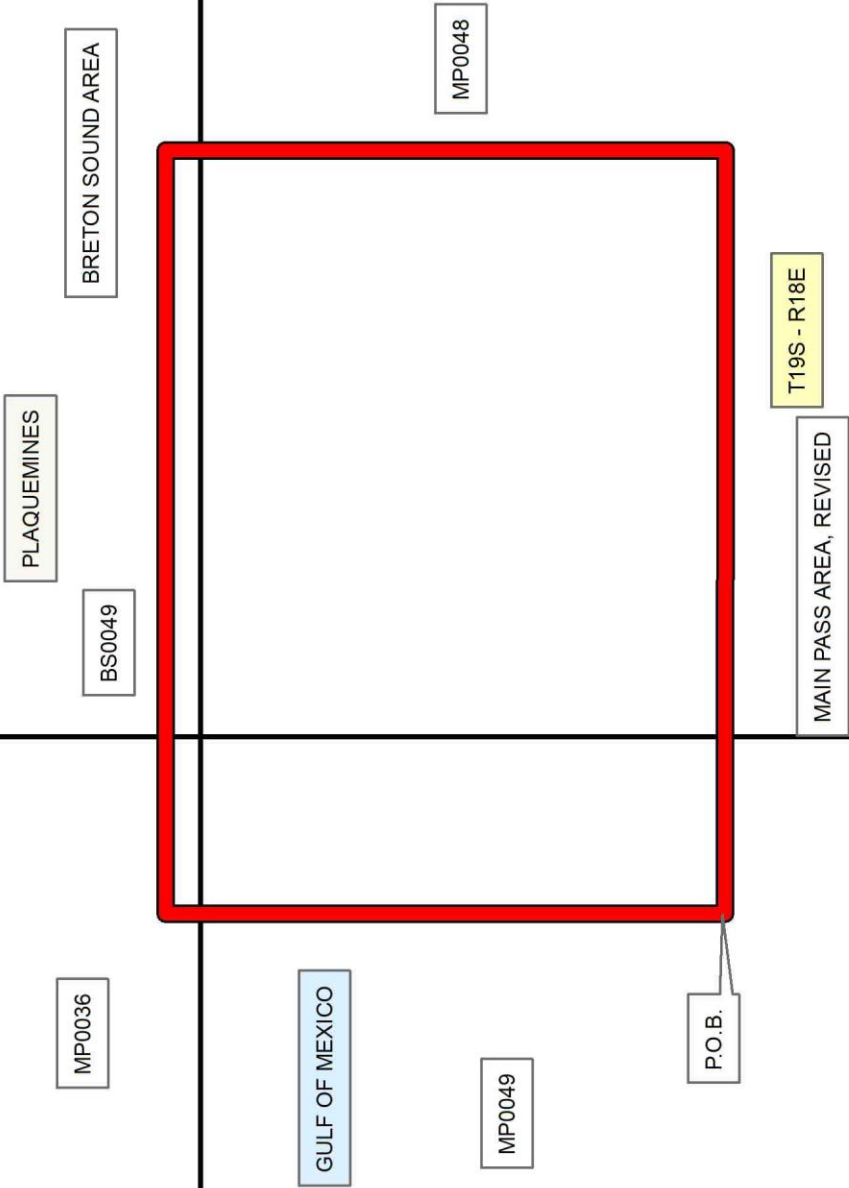 PLAQUEMINES
MP0036
BRETON SOUND AREA
BS0049
GULF OF MEXICO
MP0048
MP0049
P.O.B.
T19S - R18E
MAIN PASS AREA, REVISED